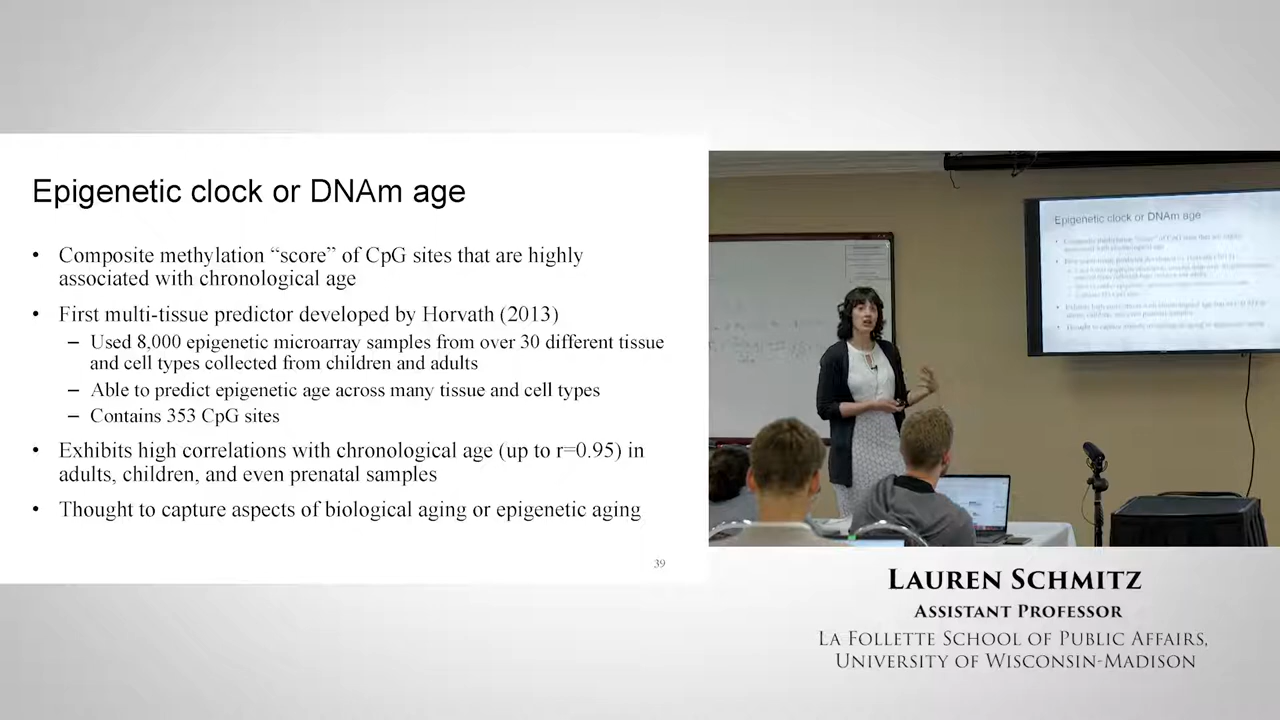 Epigenetic clock or DNAm age
• Composite methylation “score” of CpG sites that are highly
associated with chronological age
• First multi-tissue predictor developed by Horvath (2013)
– Used 8,000 epigenetic microarray samples from over 30 different tissue
and cell types collected from children and adults
– Able to predict epigenetic age across many tissue and cell types
– Contains 353 CpG sites
• Exhibits high correlations with chronological age (up to r=0.95) in
adults, children, and even prenatal samples
• Thought to capture aspects of biological aging or epigenetic aging
39
Epigenetic clock or DNAm age
LAUREN SCHMITZ
ASSISTANT PROFESSOR
LA FOLLETTE SCHOOL OF PUBLIC AFFAIRS,
UNIVERSITY OF WISCONSIN-MADISON